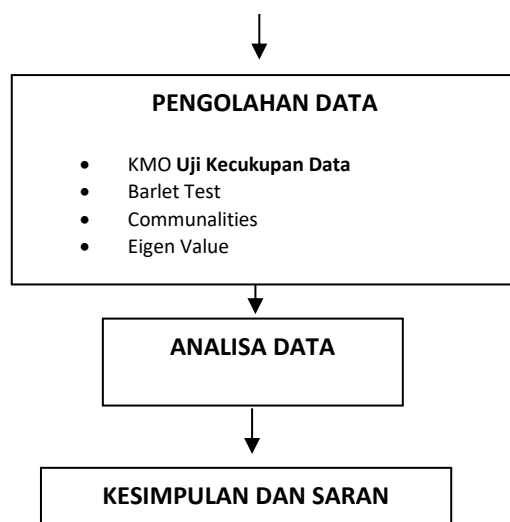 PENGOLAHAN DATA
• KMO Uji Kecukupan Data
• Barlet Test
• Communalities
• Eigen Value
ANALISA DATA
KESIMPULAN DAN SARAN